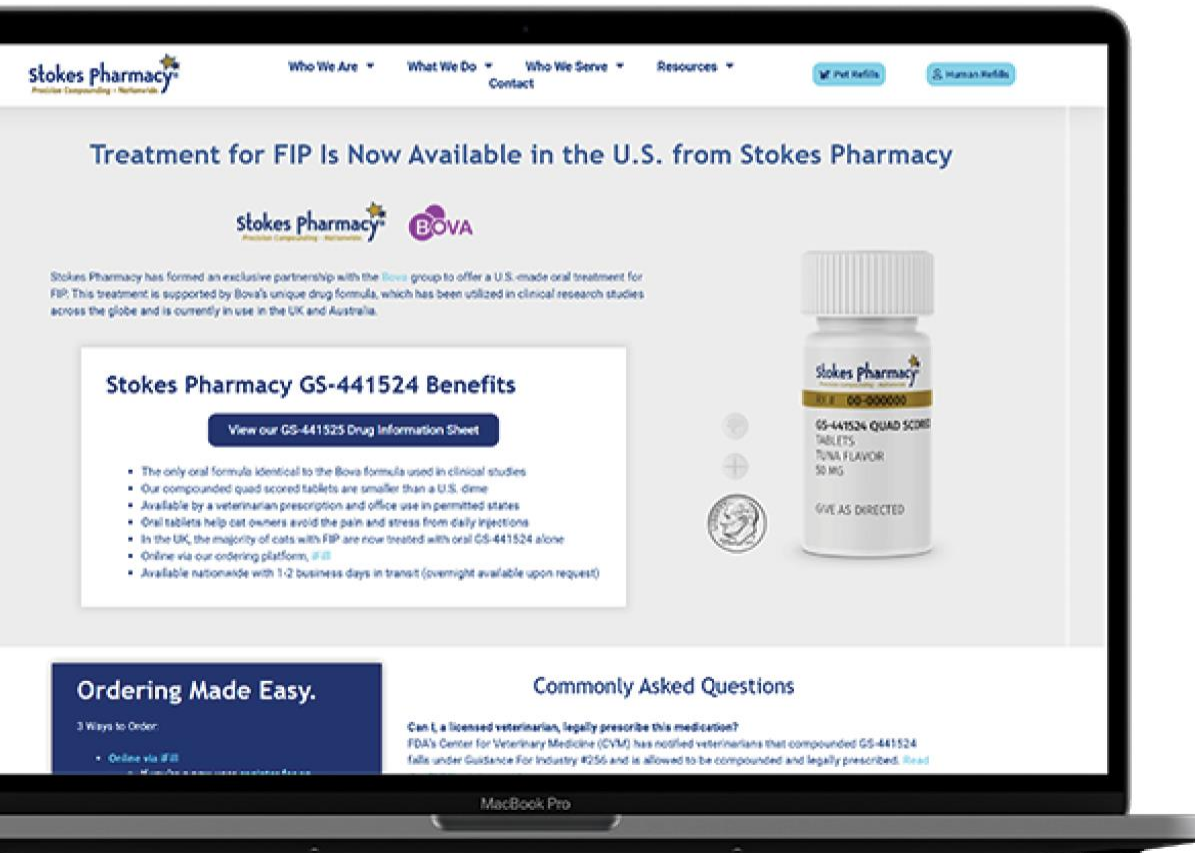 Stokes Pharmacy
Precision Compounding - Nationwide
Who We Are What We Do Who We Serve Resources
Contact
Pet Refills Human Refills
Treatment for FIP Is Now Available in the U.S. from Stokes Pharmacy
Stokes Pharmacy
Precision Compounding - Nationwide
BOVA
Stokes Pharmacy has formed an exclusive partnership with the Bova group to offer a U.S.-made oral treatment for
FIP. This treatment is supported by Bova's unique drug formula, which has been utilized in clinical research studies
across the globe and is currently in use in the UK and Australia.
Stokes Pharmacy GS-441524 Benefits
View our GS-441525 Drug Information Sheet
▪ The only oral formula identical to the Bova formula used in clinical studies
▪ Our compounded quad scored tablets are smaller than a U.S. dime
▪ Available by a veterinarian prescription and office use in permitted states
▪ Oral tablets help cat owners avoid the pain and stress from daily injections
▪ In the UK, the majority of cats with FIP are now treated with oral GS-441524 alone
▪ Online via our ordering platform, iFill
▪ Available nationwide with 1-2 business days in transit (overnight available upon request)
Stokes Pharmacy
RX # 00-000000
GS-441524 QUAD SCORED
TABLETS
TUNA FLAVOR
50 MG
GIVE AS DIRECTED
Ordering Made Easy.
3 Ways to Order:
• Online via iFill
Commonly Asked Questions
Can I, a licensed veterinarian, legally prescribe this medication?
FDA's Center for Veterinary Medicine (CVM) has notified veterinarians that compounded GS-441524
falls under Guidance For Industry #256 and is allowed to be compounded and legally prescribed. Read
MacBook Pro